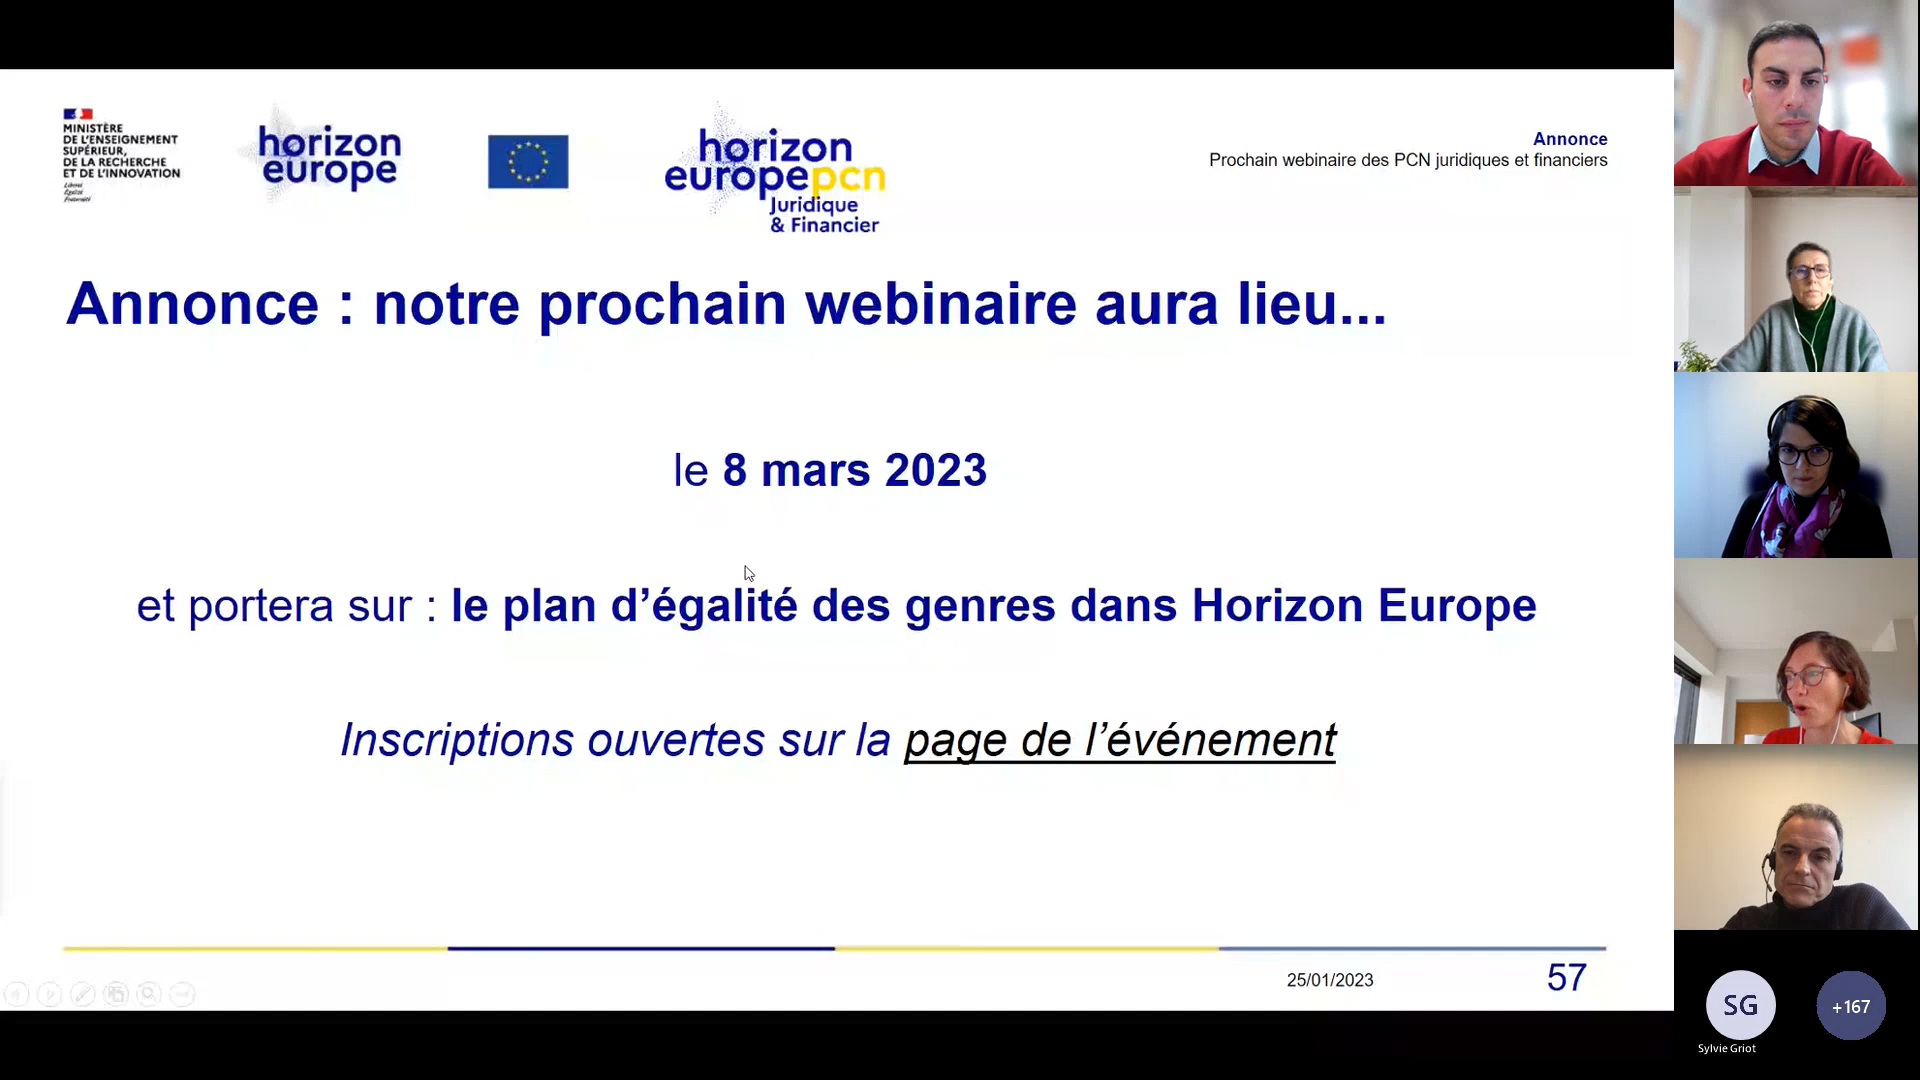 MINISTÈRE
DE L'ENSEIGNEMENT
SUPÉRIEUR,
DE LA RECHERCHE
ET DE L'INNOVATION
Liberté
Égalité
Fraternité
horizon
europe
horizon
europepcn
Juridique
& Financier
Annonce
Prochain webinaire des PCN juridiques et financiers
Annonce : notre prochain webinaire aura lieu...
le 8 mars 2023
et portera sur : le plan d’égalité des genres dans Horizon Europe
Inscriptions ouvertes sur la page de l’événement
25/01/2023
57
SG
+167
Sylvie Griot